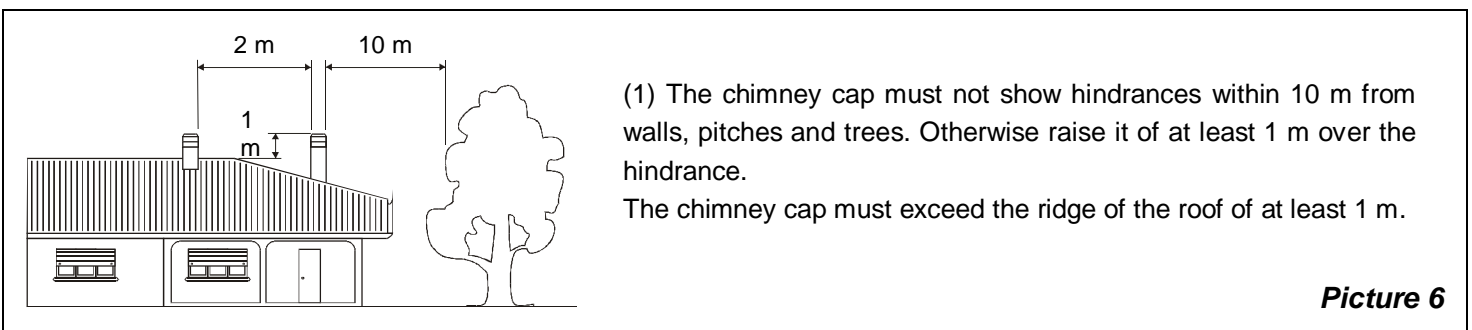 2 m 10 m
1
m
(1) The chimney cap must not show hindrances within 10 m from
walls, pitches and trees. Otherwise raise it of at least 1 m over the
hindrance.
The chimney cap must exceed the ridge of the roof of at least 1 m.
Picture 6